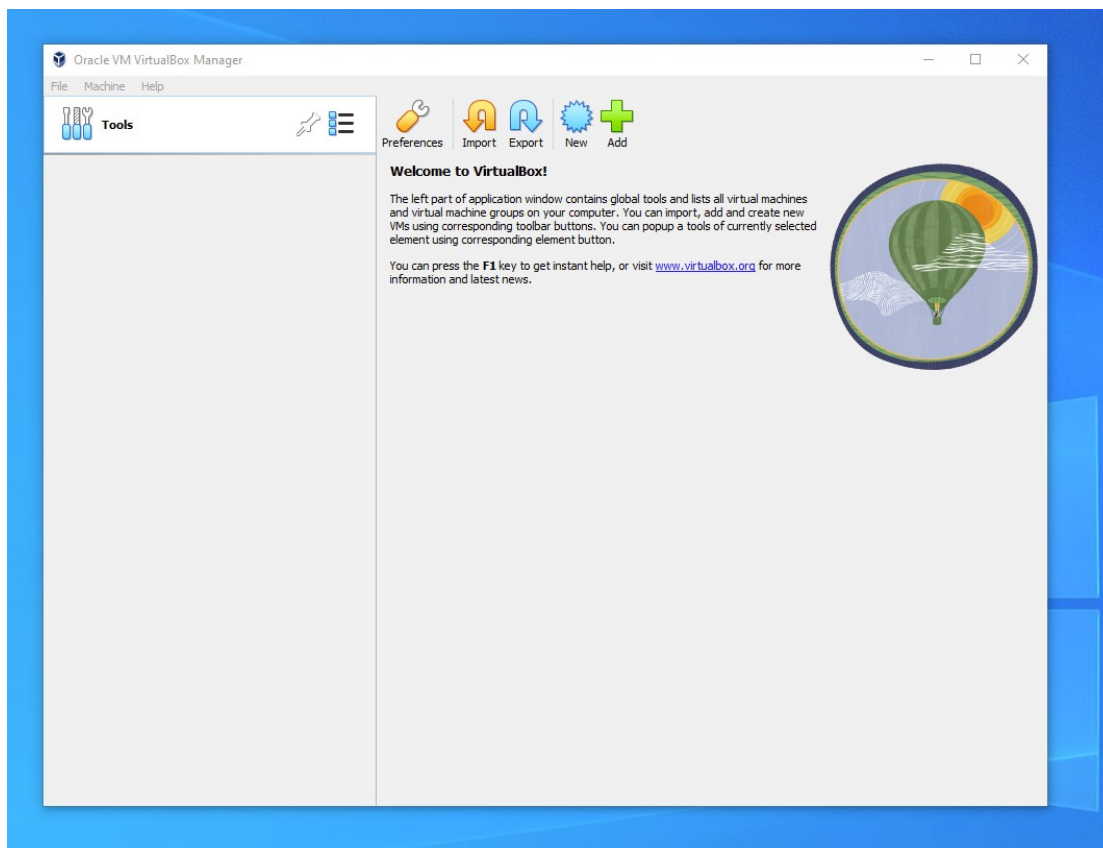 Oracle VM VirtualBox Manager
File Machine Help
Tools
Preferences Import Export New Add
Welcome to VirtualBox!
The left part of application window contains global tools and lists all virtual machines
and virtual machine groups on your computer. You can import, add and create new
VMs using corresponding toolbar buttons. You can popup a tools of currently selected
element using corresponding element button.
You can press the F1 key to get instant help, or visit www.virtualbox.org for more
information and latest news.